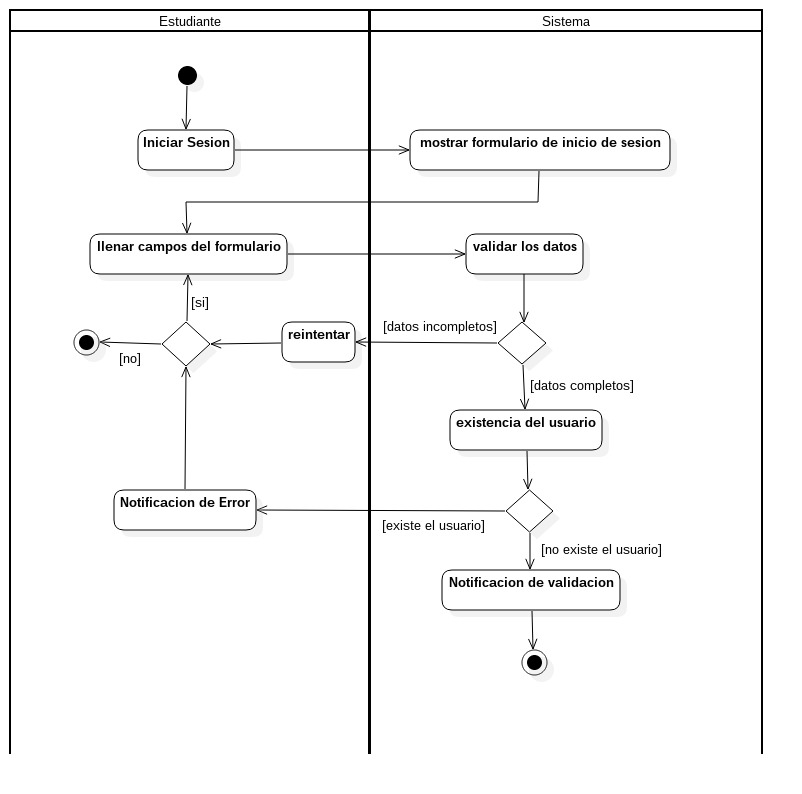 Estudiante
Sistema
Iniciar Sesion
mostrar formulario de inicio de sesion
llenar campos del formulario
validar los datos
[si]
[datos incompletos]
reintentar
[no]
[datos completos]
existencia del usuario
Notificacion de Error
[existe el usuario]
[no existe el usuario]
Notificacion de validacion